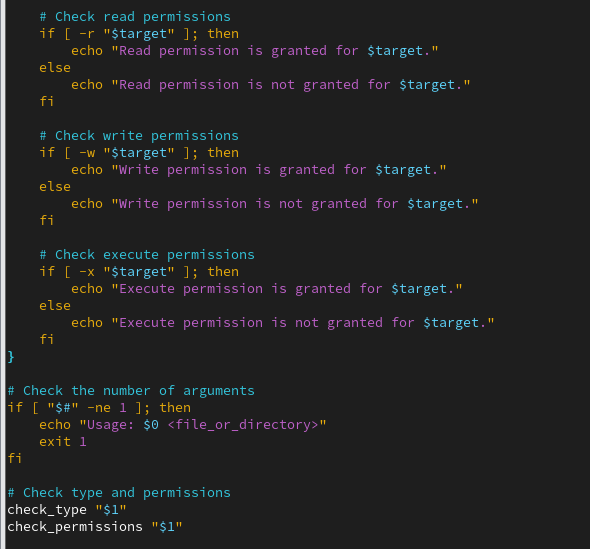 # Check read permissions
if [ -r "$target" ]; then
echo "Read permission is granted for $target."
else
echo "Read permission is not granted for $target."
fi
# Check write permissions
if [ -w "$target" ]; then
echo "Write permission is granted for $target."
else
echo "Write permission is not granted for $target."
fi
# Check execute permissions
if [ -x "$target" ]; then
echo "Execute permission is granted for $target."
else
echo "Execute permission is not granted for $target."
fi
}
# Check the number of arguments
if [ "$#" -ne 1 ]; then
echo "Usage: $0 <file_or_directory>"
exit 1
fi
# Check type and permissions
check_type "$1"
check_permissions "$1"